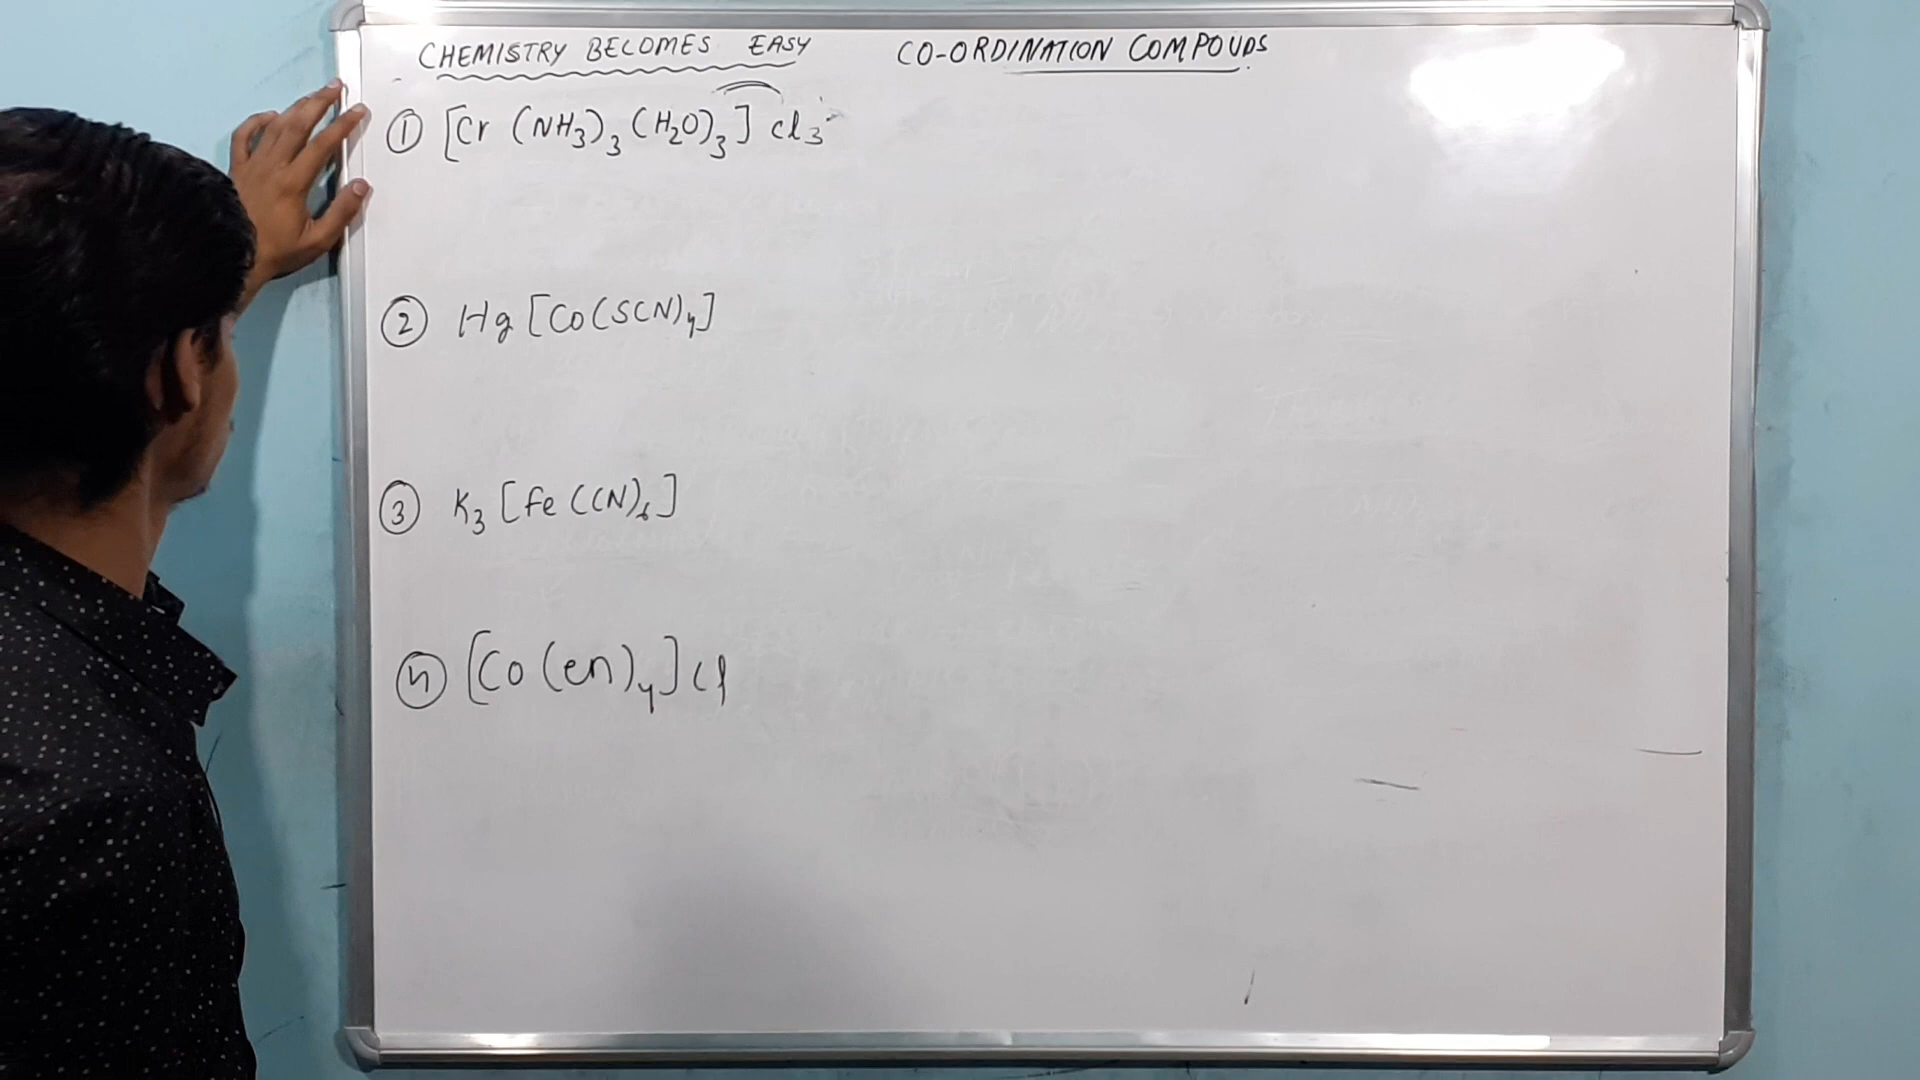 CHEMISTRY BECOMES EASY CO-ORDINATION COMPOUDS
① [Cr (NH₃)₃ (H₂O)₃] Cl₃
② Hg [Co(SCN)₄]
③ K₃ [Fe(CN)₆]
④ [Co(en)₄]Cl